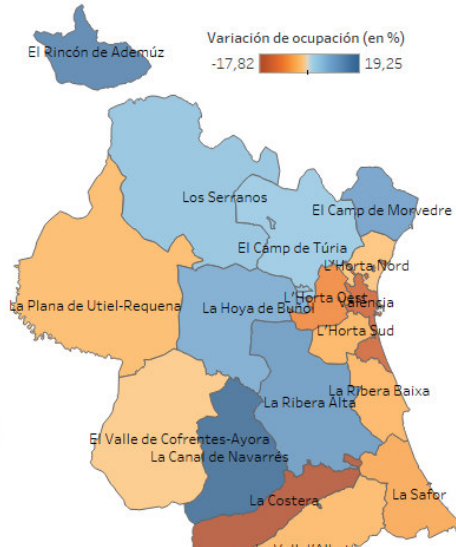 Variación de ocupación (en %)
-17,82
19,25
El Rincón de Ademúz
Los Serranos
El Camp de Morvedre
El Camp de Túria
L'Horta Nord
La Plana de Utiel-Requena
La Hoya de Buñol
L'Horta Oest
València
L'Horta Sud
La Ribera Baixa
La Ribera Alta
El Valle de Cofrentes-Ayora
La Canal de Navarrés
La Costera
La Safor